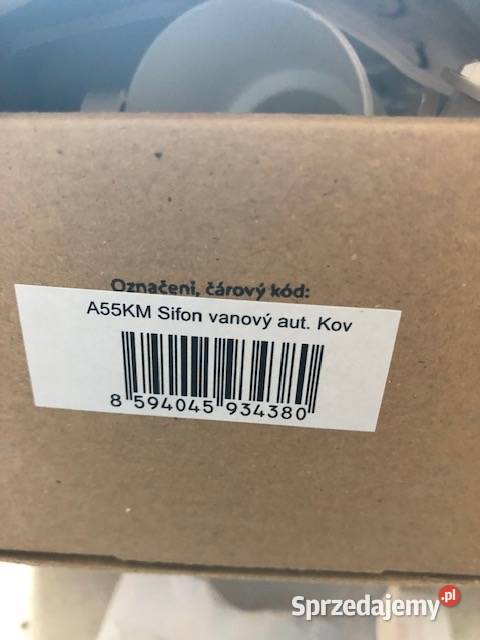 Označeni, čárový kód:
A55KM Sifon vanový aut. Kov
8 594045 934380
Sprzedajemy.pl